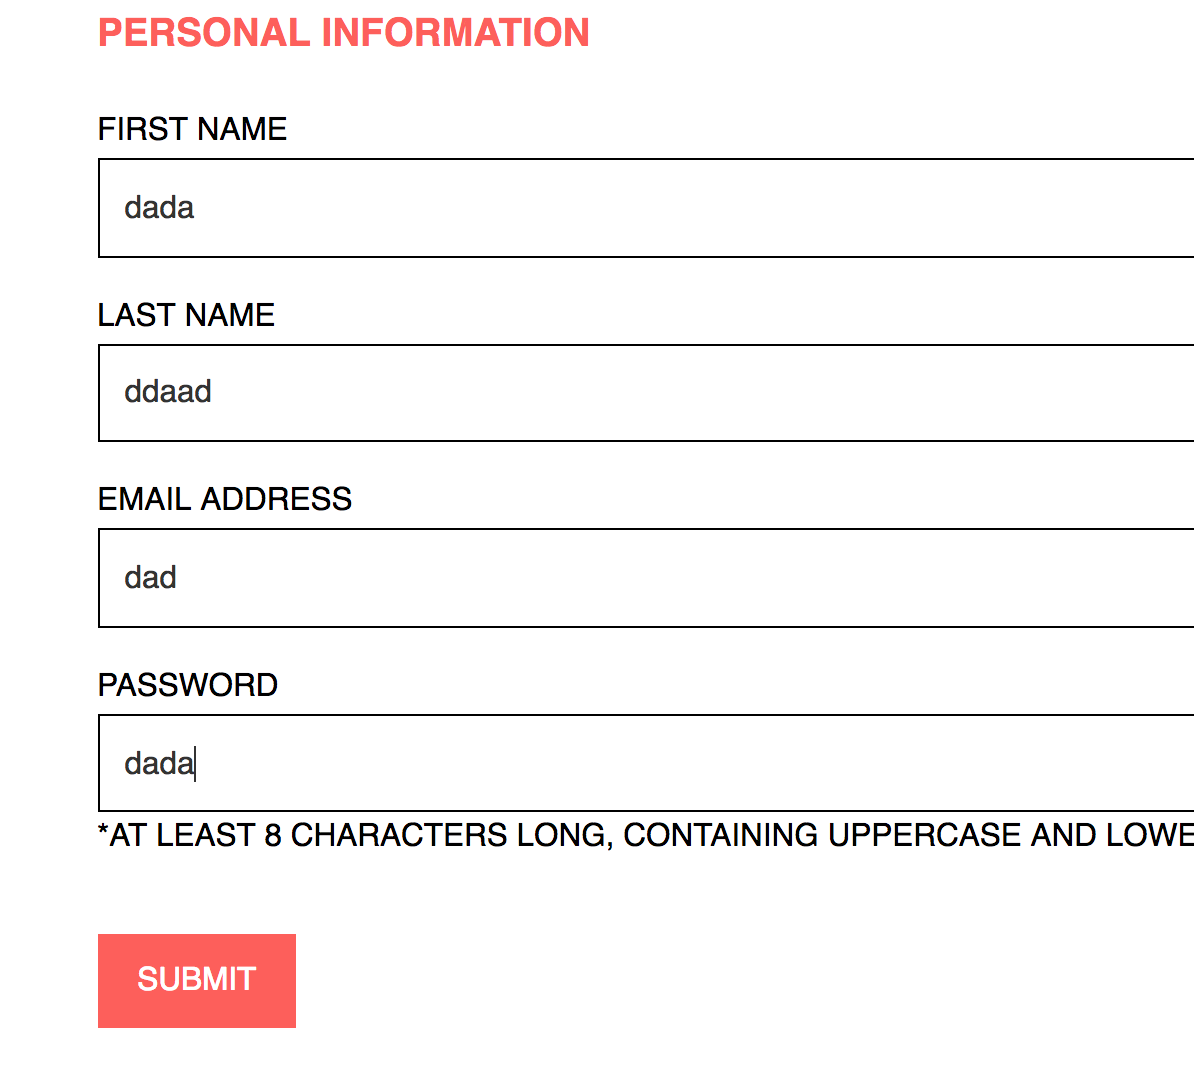 PERSONAL INFORMATION
FIRST NAME
dada
LAST NAME
ddaad
EMAIL ADDRESS
dad
PASSWORD
dada
*AT LEAST 8 CHARACTERS LONG, CONTAINING UPPERCASE AND LOWE
SUBMIT